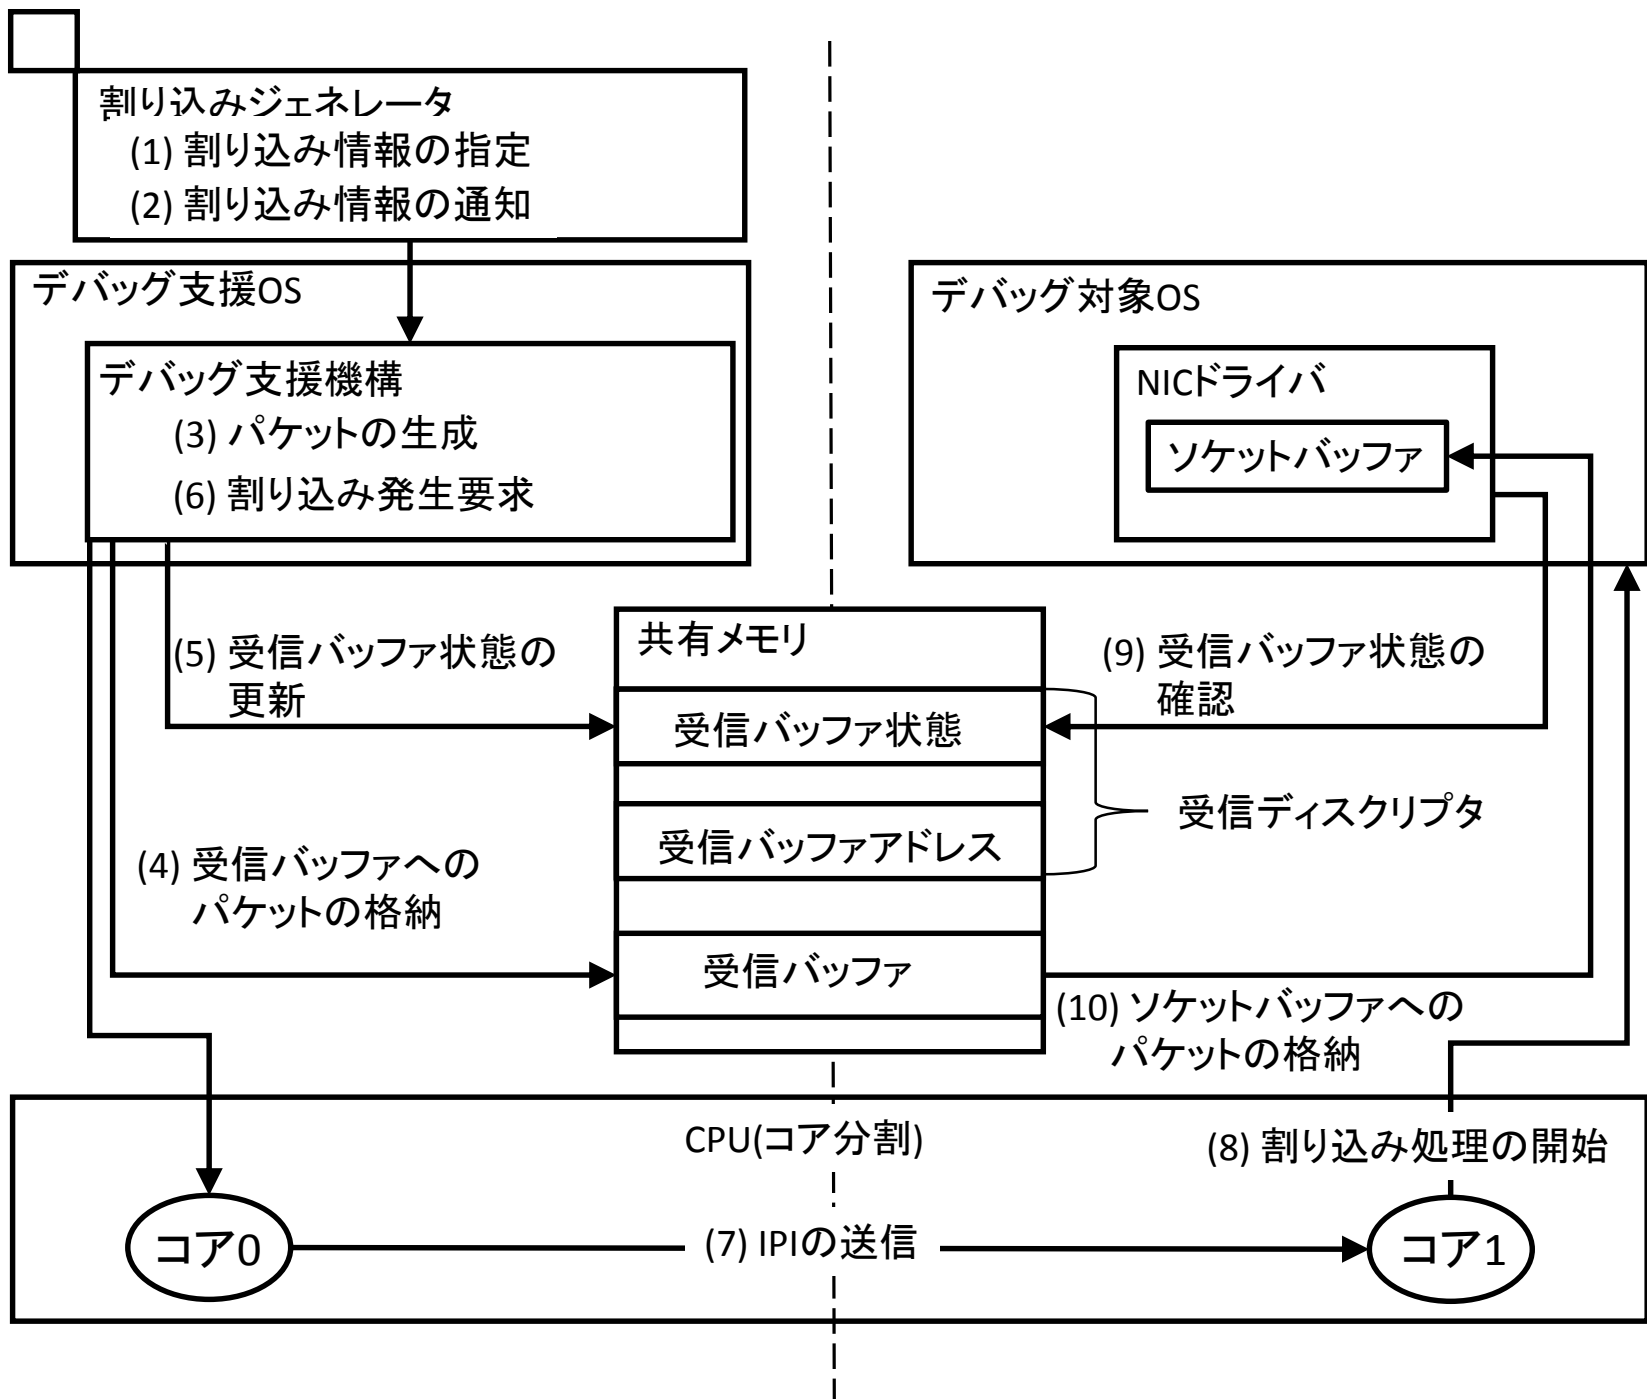 割り込みジェネレータ
(1) 割り込み情報の指定
(2) 割り込み情報の通知
デバッグ支援OS
デバッグ支援機構
(3) パケットの生成
(6) 割り込み発生要求
デバッグ対象OS
NICドライバ
ソケットバッファ
(5) 受信バッファ状態の
更新
共有メモリ
受信バッファ状態
受信バッファアドレス
受信バッファ
(9) 受信バッファ状態の
確認
受信ディスクリプタ
(4) 受信バッファへの
パケットの格納
(10) ソケットバッファへの
パケットの格納
CPU(コア分割)
(8) 割り込み処理の開始
コア0
(7) IPIの送信
コア1